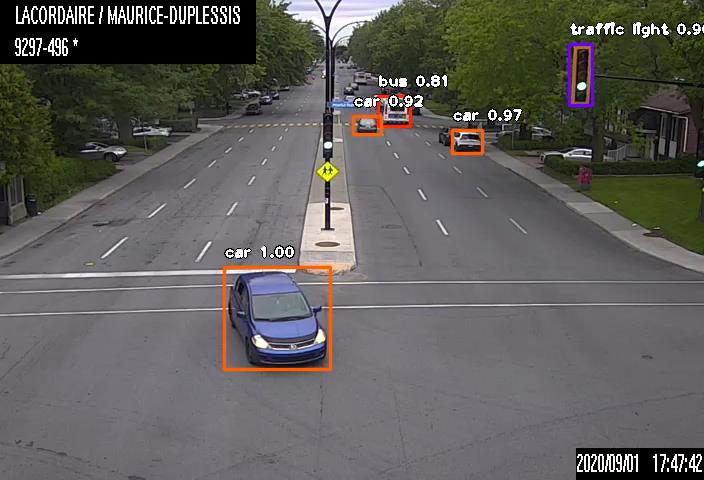 LACORDAIRE / MAURICE-DUPLESSIS
9297-496 *
traffic light 0.9
bus 0.81
car 0.92
car 0.97
car 1.00
2020/09/01 17:47:42